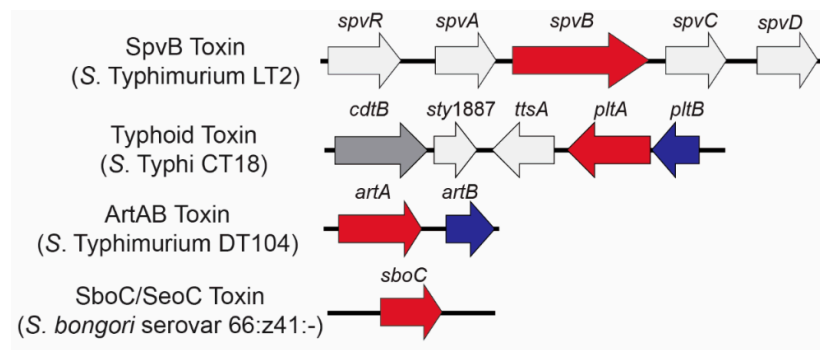 spvR spvA spvB spvC spvD
SpvB Toxin
(S. Typhimurium LT2)
cdtB sty1887 ttsA pltA pltB
Typhoid Toxin
(S. Typhi CT18)
artA artB
ArtAB Toxin
(S. Typhimurium DT104)
sboC
SboC/SeoC Toxin
(S. bongori serovar 66:z41:-)